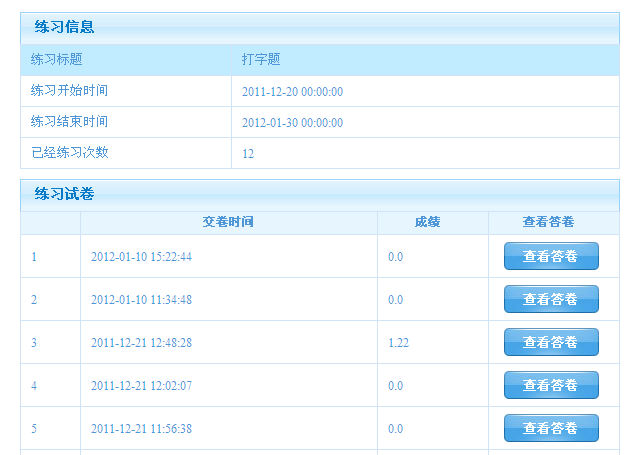 练习信息
练习标题 打字题
练习开始时间 2011-12-20 00:00:00
练习结束时间 2012-01-30 00:00:00
已经练习次数 12
练习试卷
交卷时间 成绩 查看答卷
1 2012-01-10 15:22:44 0.0 查看答卷
2 2012-01-10 11:34:48 0.0 查看答卷
3 2011-12-21 12:48:28 1.22 查看答卷
4 2011-12-21 12:02:07 0.0 查看答卷
5 2011-12-21 11:56:38 0.0 查看答卷